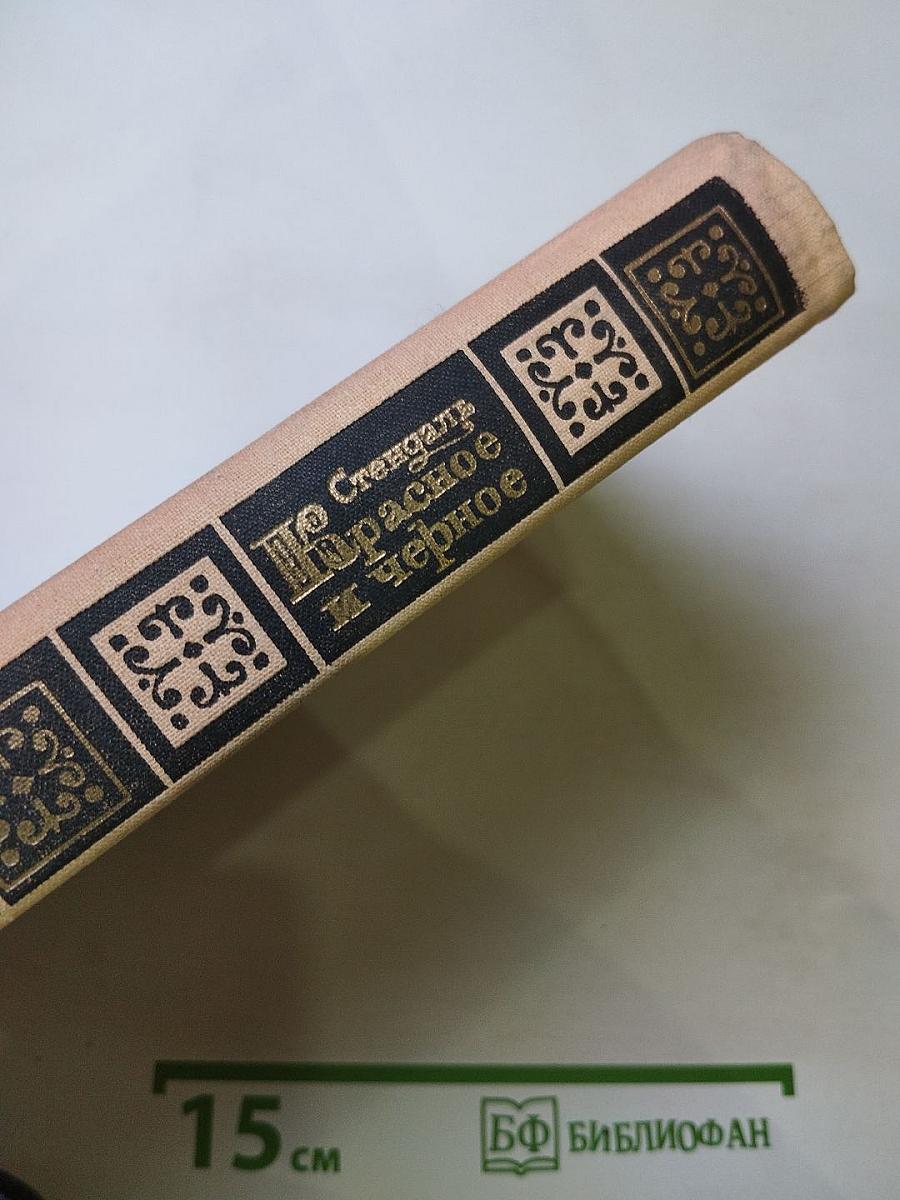 Стендаль
Красное
и черное
15 см
БФ БИБЛИОФАН